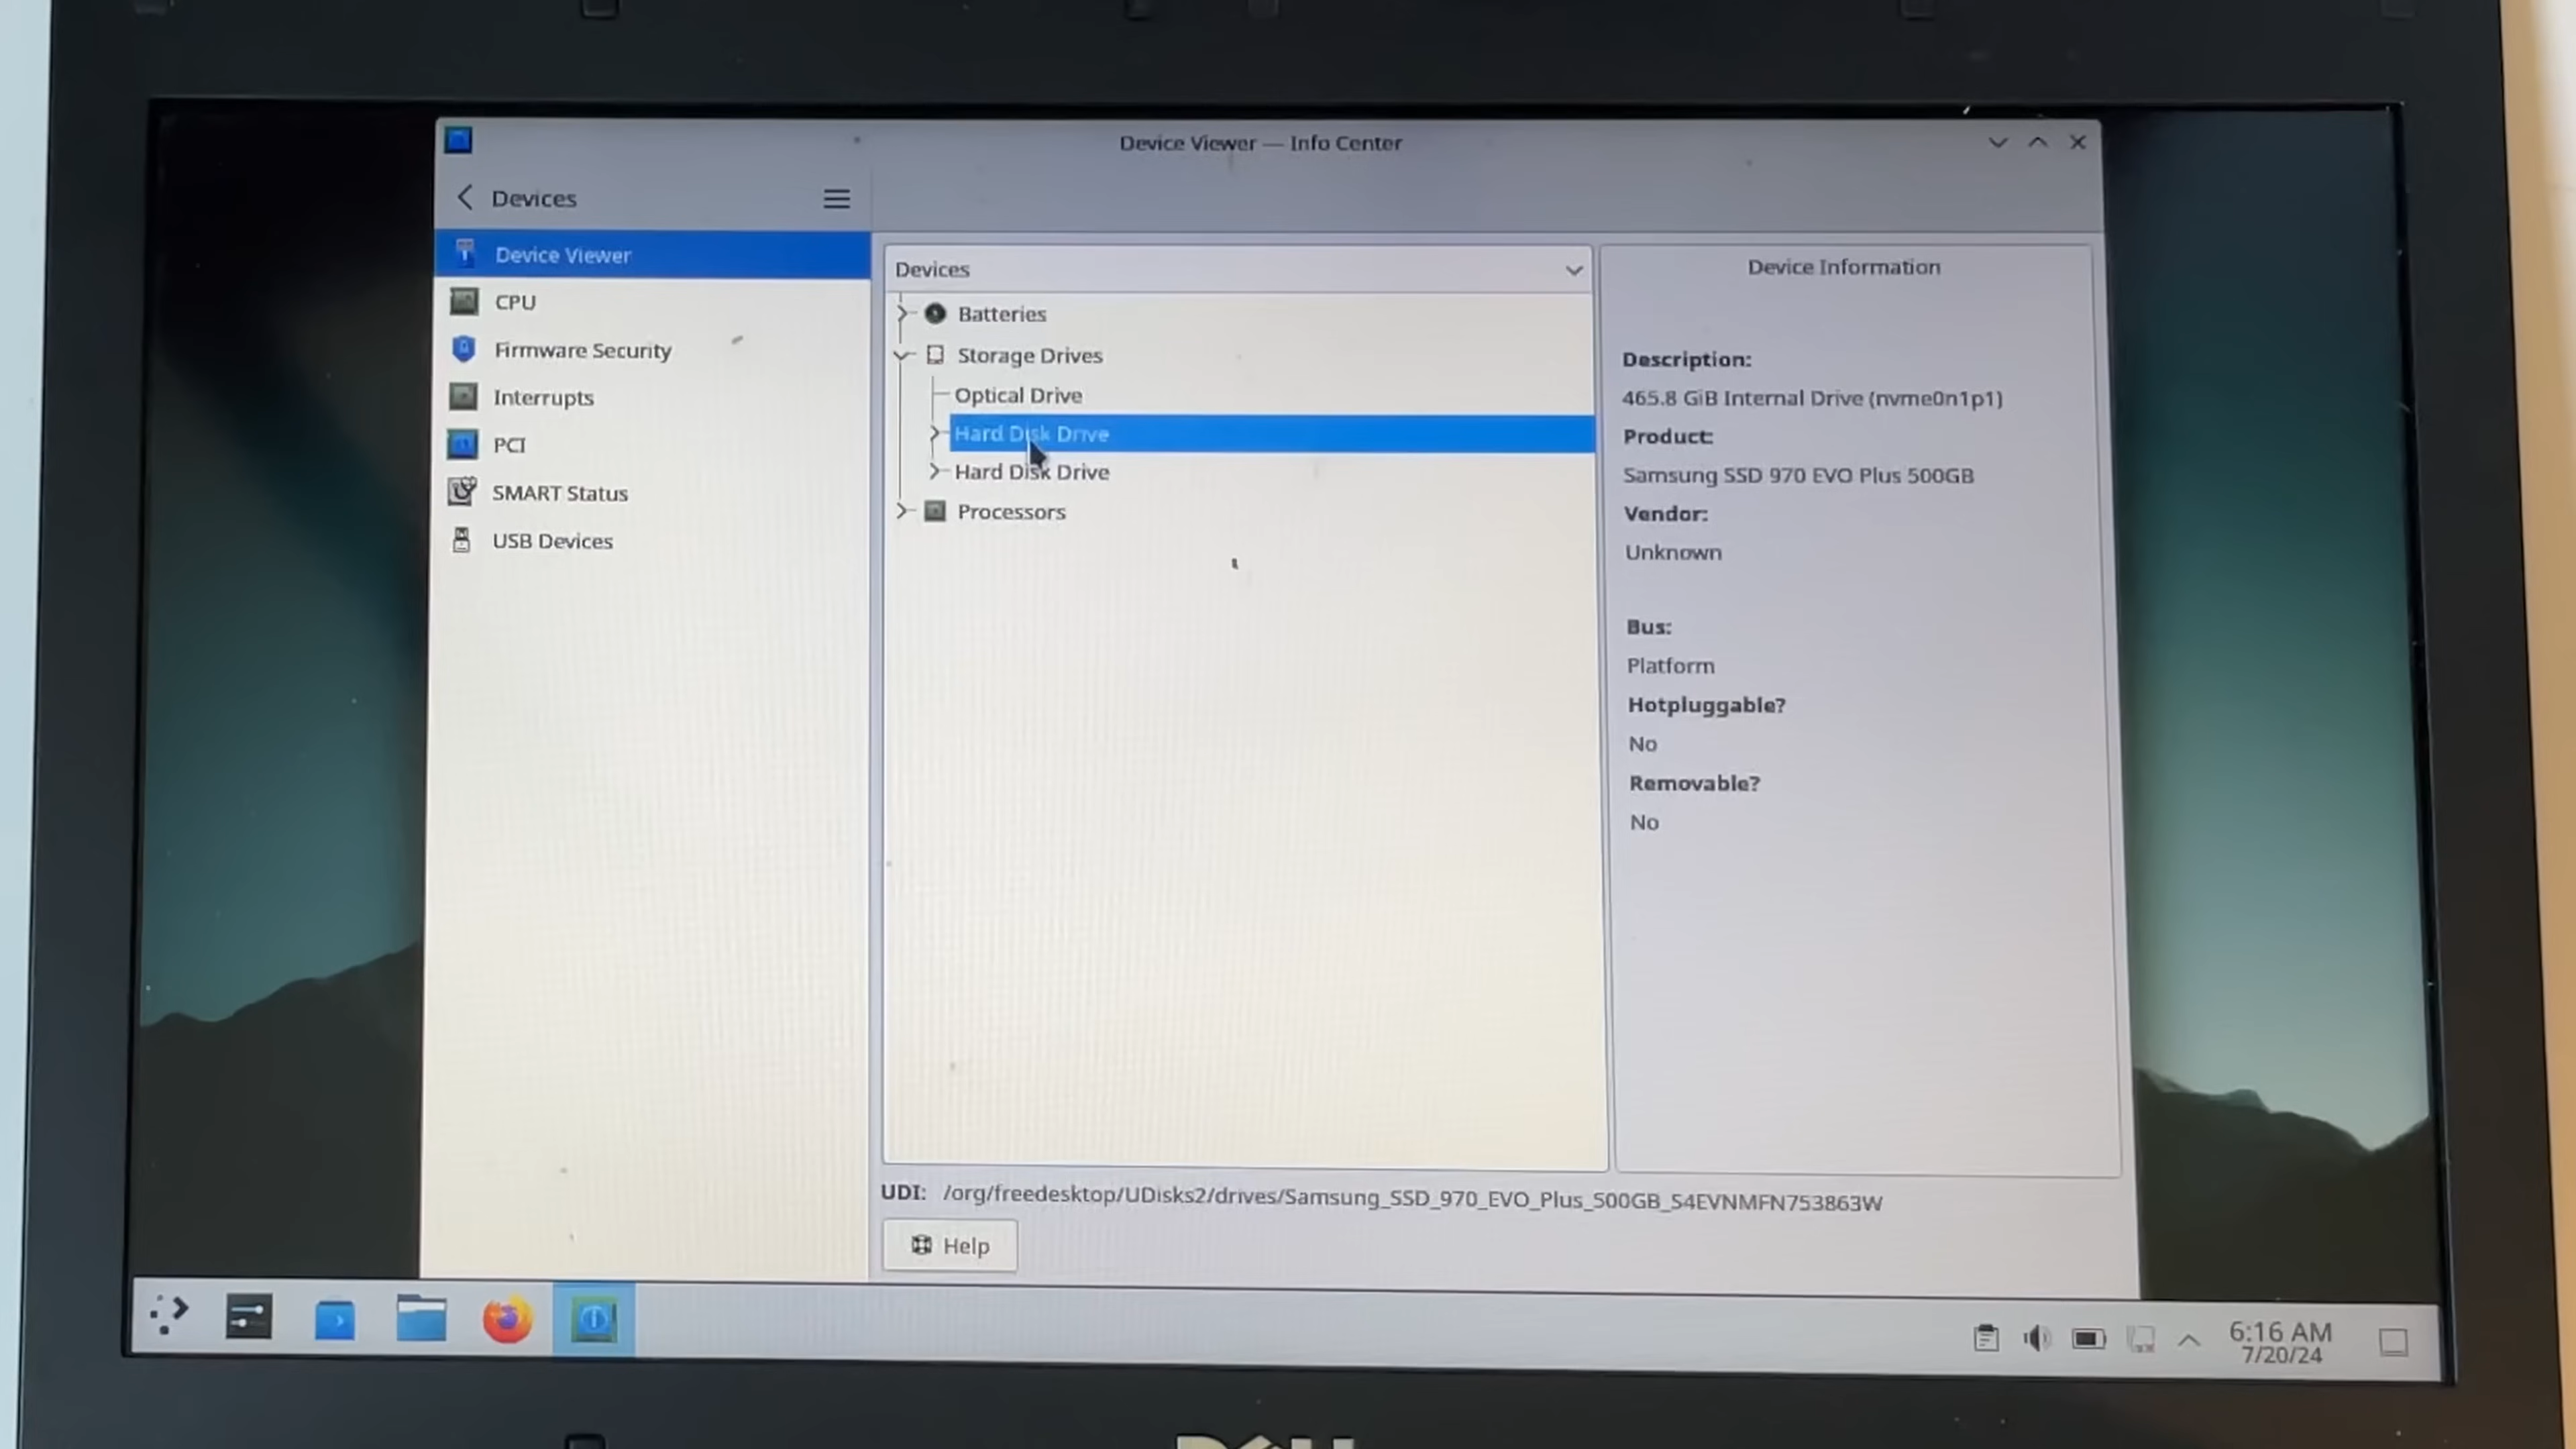 Device Viewer — Info Center
Devices
Device Viewer
CPU
Firmware Security
Interrupts
PCI
SMART Status
USB Devices
Devices
Batteries
Storage Drives
Optical Drive
Hard Disk Drive
Hard Disk Drive
Processors
Device Information
Description:
465.8 GiB Internal Drive (nvme0n1p1)
Product:
Samsung SSD 970 EVO Plus 500GB
Vendor:
Unknown
Bus:
Platform
Hotpluggable?
No
Removable?
No
UDI: /org/freedesktop/UDisks2/drives/Samsung_SSD_970_EVO_Plus_500GB_S4EVNMFN753863W
Help
6:16 AM
7/20/24
DELL